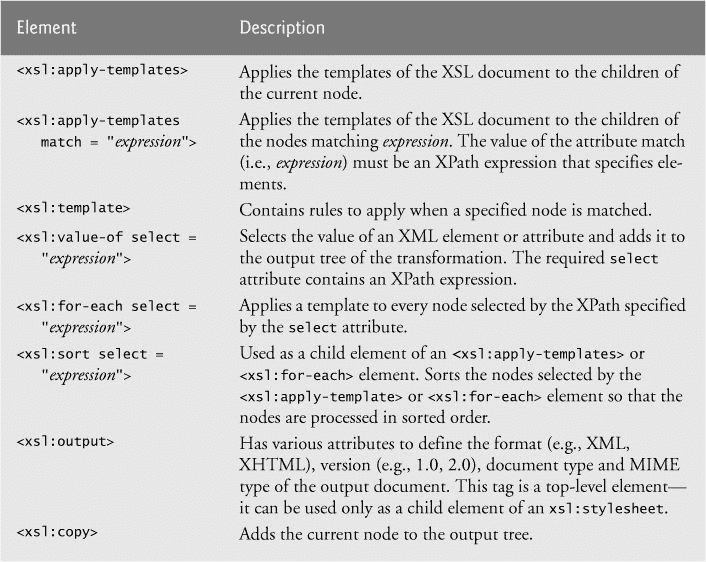 Element Description
<xsl:apply-templates> Applies the templates of the XSL document to the children of
the current node.
<xsl:apply-templates Applies the templates of the XSL document to the children of
match = "expression"> the nodes matching expression. The value of the attribute match
(i.e., expression) must be an XPath expression that specifies ele-
ments.
<xsl:template> Contains rules to apply when a specified node is matched.
<xsl:value-of select = Selects the value of an XML element or attribute and adds it to
"expression"> the output tree of the transformation. The required select
attribute contains an XPath expression.
<xsl:for-each select = Applies a template to every node selected by the XPath specified
"expression"> by the select attribute.
<xsl:sort select = Used as a child element of an <xsl:apply-templates> or
"expression"> <xsl:for-each> element. Sorts the nodes selected by the
<xsl:apply-template> or <xsl:for-each> element so that the
nodes are processed in sorted order.
<xsl:output> Has various attributes to define the format (e.g., XML,
XHTML), version (e.g., 1.0, 2.0), document type and MIME
type of the output document. This tag is a top-level element—
it can be used only as a child element of an xsl:stylesheet.
<xsl:copy> Adds the current node to the output tree.